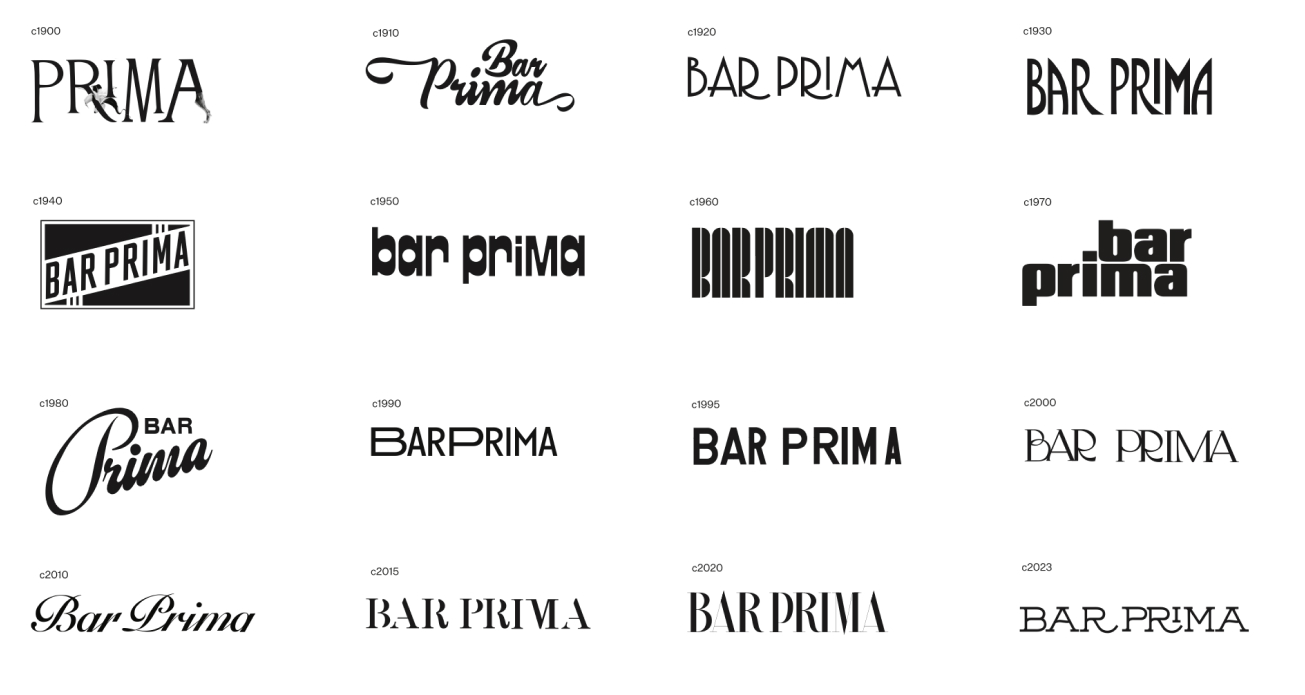 c1900
PRIMA
c1910
Bar
Prima
c1920
BAR PRIMA
c1930
BAR PRIMA
c1940
BAR PRIMA
c1950
bar priMa
c1960
BAR PRIMA
c1970
bar
prima
c1980
BAR
Prima
c1990
BARPRIMA
c1995
BAR PRIMA
c2000
BAR PRIMA
c2010
Bar Prima
c2015
BAR PRIMA
c2020
BAR PRIMA
c2023
BAR PRiMA